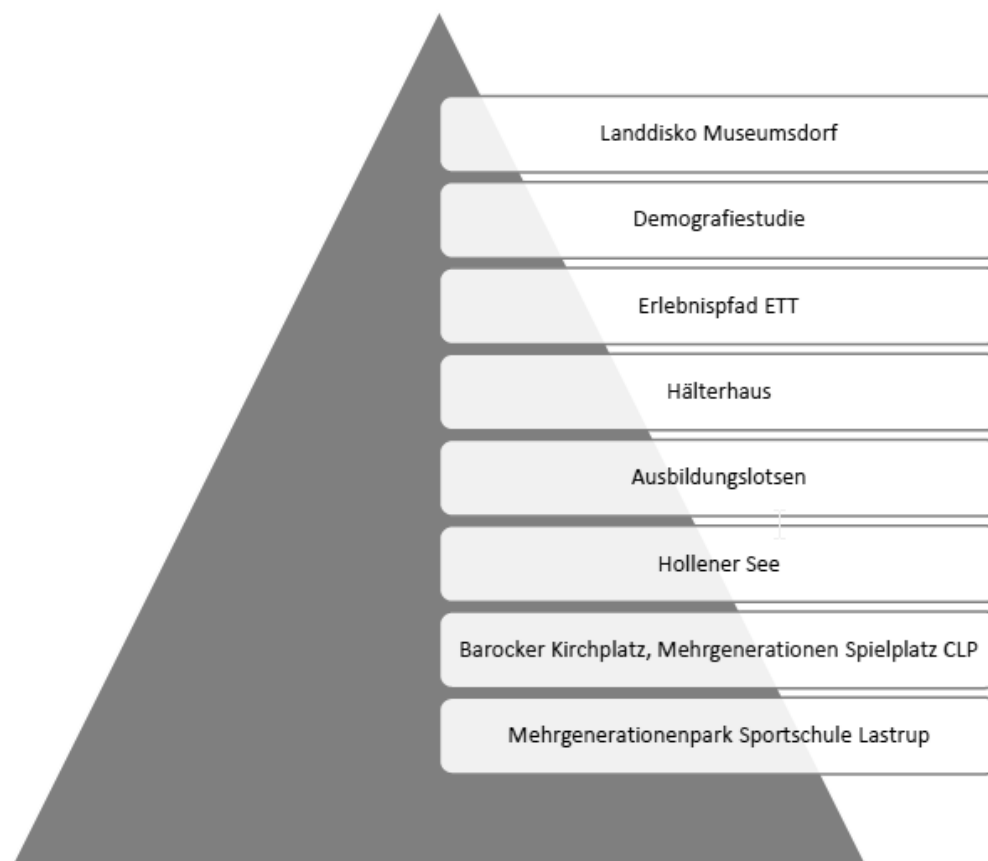 Landdisko Museumsdorf
Demografiestudie
Erlebnispfad ETT
Hälterhaus
Ausbildungslotsen
Hollener See
Barocker Kirchplatz, Mehrgenerationen Spielplatz CLP
Mehrgenerationenpark Sportschule Lastrup